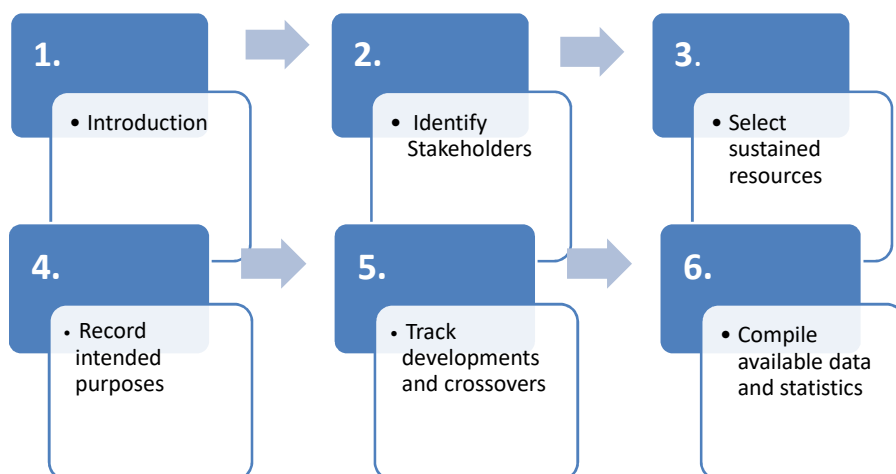 1.
• Introduction
2.
• Identify
Stakeholders
3.
• Select
sustained
resources
4.
• Record
intended
purposes
5.
• Track
developments
and crossovers
6.
• Compile
available data
and statistics